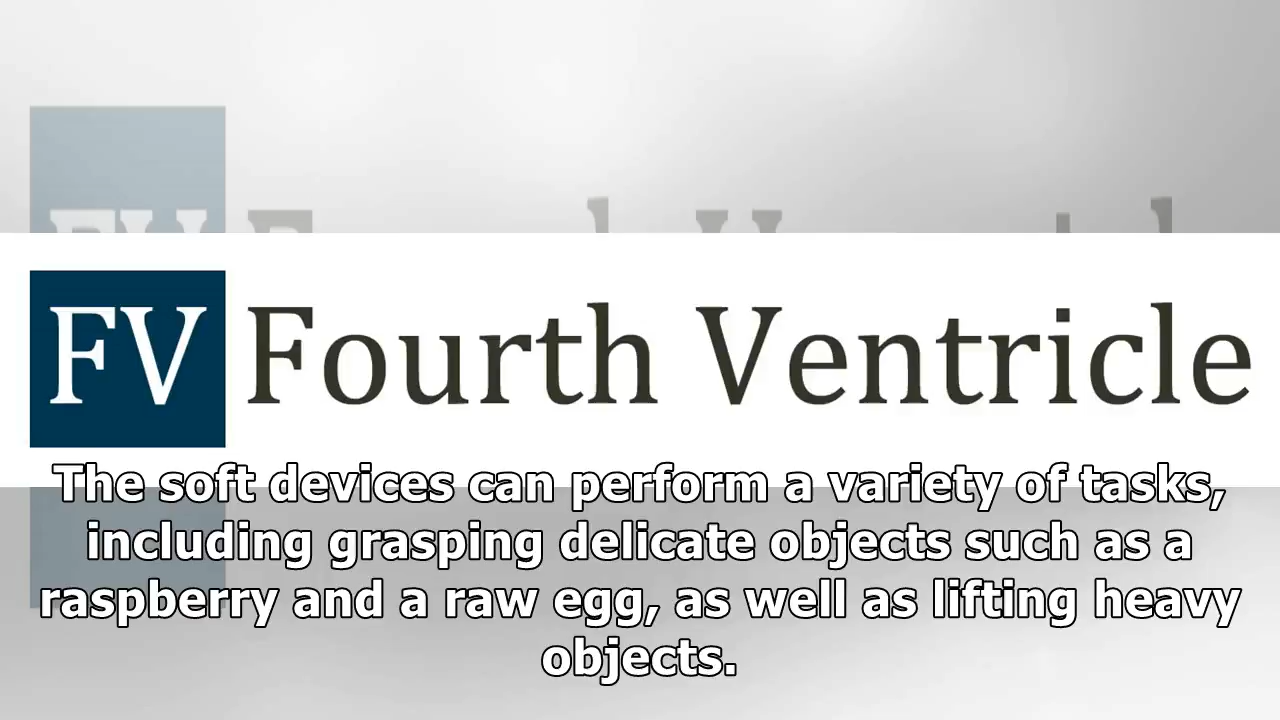 FV Fourth Ventricle
The soft devices can perform a variety of tasks,
including grasping delicate objects such as a
raspberry and a raw egg, as well as lifting heavy
objects.